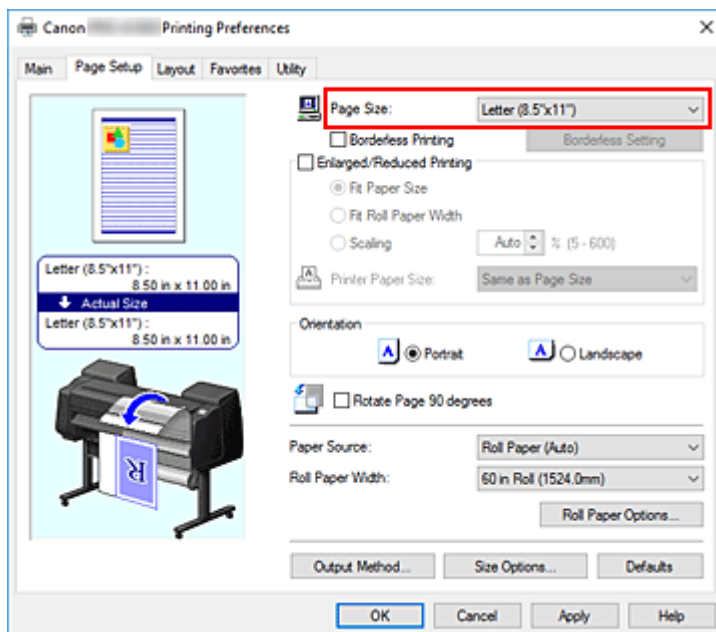 Canon Printing Preferences
Main Page Setup Layout Favorites Utility
Page Size: Letter (8.5"x11")
Borderless Printing Borderless Setting
Enlarged/Reduced Printing
Fit Paper Size
Fit Roll Paper Width
Scaling Auto % (5 - 600)
Printer Paper Size: Same as Page Size
Letter (8.5"x11") :
8.50 in x 11.00 in
Actual Size
Letter (8.5"x11") :
8.50 in x 11.00 in
Orientation
A Portrait A Landscape
Rotate Page 90 degrees
R
Paper Source: Roll Paper (Auto)
Roll Paper Width: 60 in Roll (1524.0mm)
Roll Paper Options...
Output Method... Size Options... Defaults
OK Cancel Apply Help